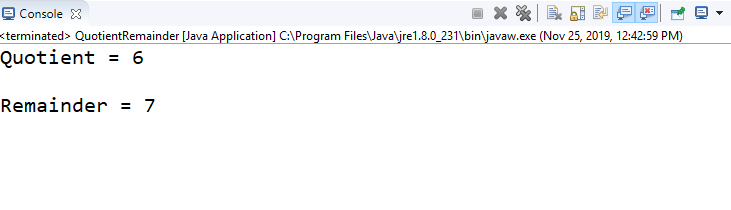 Console
<terminated> QuotientRemainder [Java Application] C:\Program Files\Java\jre1.8.0_231\bin\javaw.exe (Nov 25, 2019, 12:42:59 PM)
Quotient = 6
Remainder = 7